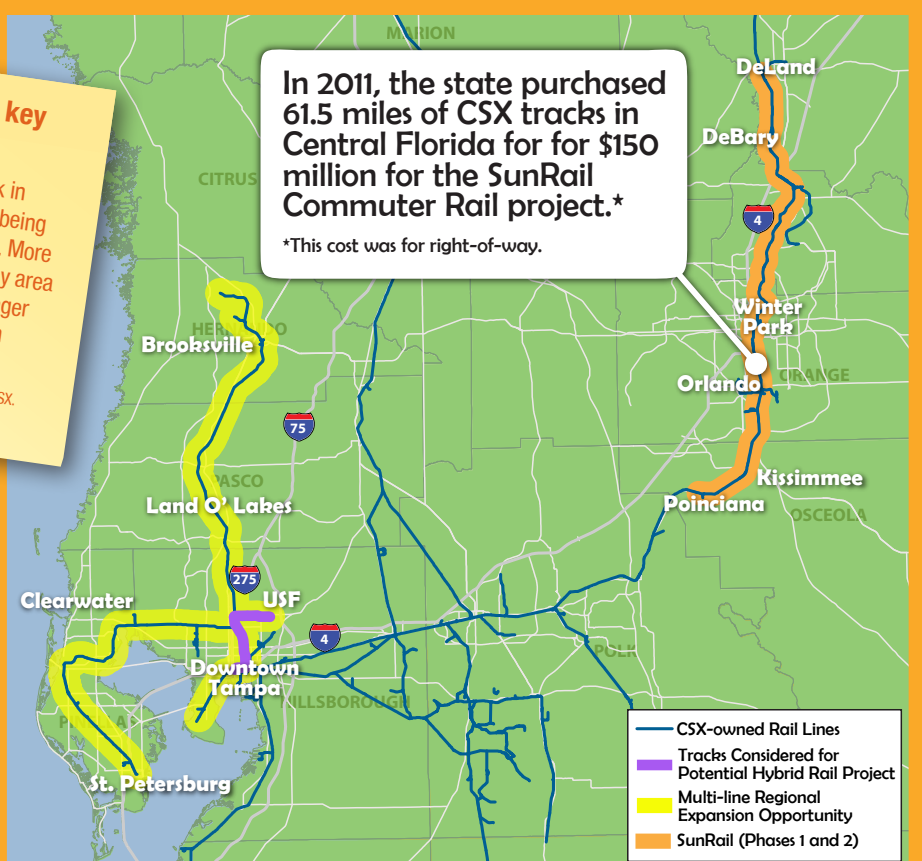 key
k in
being
. More
y area
ger
sx.
In 2011, the state purchased
61.5 miles of CSX tracks in
Central Florida for for $150
million for the SunRail
Commuter Rail project.*
*This cost was for right-of-way.
MARION
DeLand
DeBary
CITRUS
4
Winter
Park
HERNANDO
Brooksville
Orlando
ORANGE
75
PASCO
Land O' Lakes
Kissimmee
Poinciana
OSCEOLA
275
USF
Clearwater
4
POLK
Downtown
Tampa
HILLSBOROUGH
PINELLAS
St. Petersburg
CSX-owned Rail Lines
Tracks Considered for
Potential Hybrid Rail Project
Multi-line Regional
Expansion Opportunity
SunRail (Phases 1 and 2)